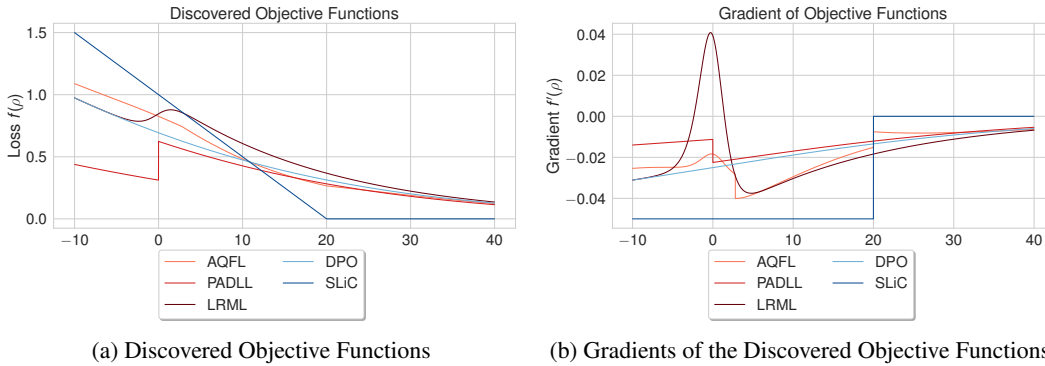 Discovered Objective Functions
Loss f(ρ)
1.5
1.0
0.5
0.0
−10
0
10
20
30
40
AQFL
DPO
PADLL
SLiC
LRML
(a) Discovered Objective Functions
Gradient of Objective Functions
Gradient f′(ρ)
0.04
0.02
0.00
−0.02
−0.04
−10
0
10
20
30
40
AQFL
DPO
PADLL
SLiC
LRML
(b) Gradients of the Discovered Objective Functions